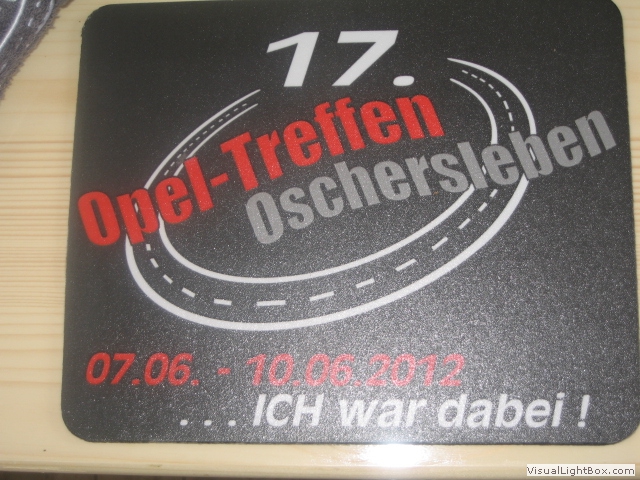 17.
Opel-Treffen
Oschersleben
07.06. - 10.06.2012
. . . ICH war dabei !
VisualLightBox.com